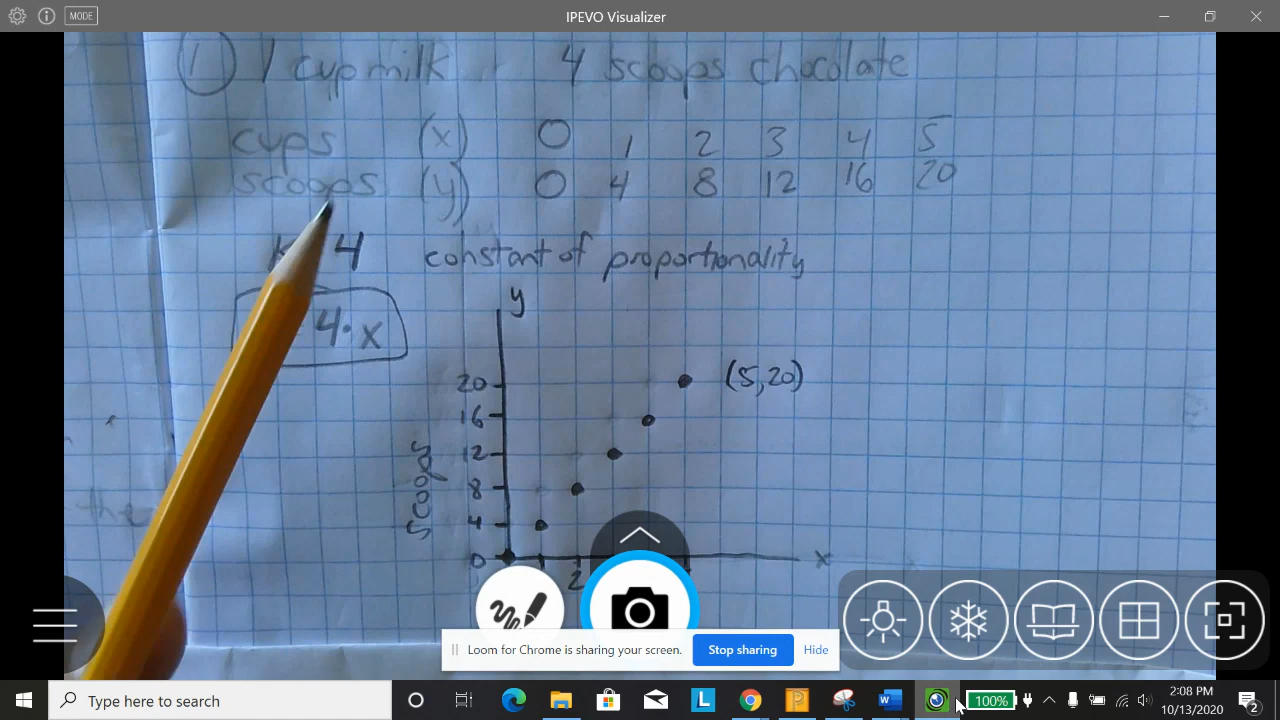 IPEVO Visualizer
MODE
1 1 cup milk 4 scoops chocolate
cups (x) 0 1 2 3 4 5
scoops (y) 0 4 8 12 16 20
k 4 constant of proportionality
4 · x
y
20 (5,20)
16
12
8
4
0
scoops
x
2
the
Loom for Chrome is sharing your screen. Stop sharing Hide
Type here to search
100%
2:08 PM
10/13/2020
2